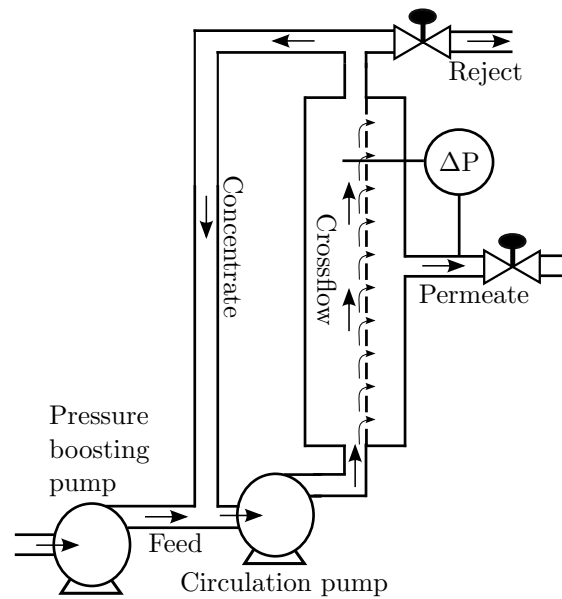 Reject
ΔP
Concentrate
Crossflow
Permeate
Pressure
boosting
pump
Feed
Circulation pump